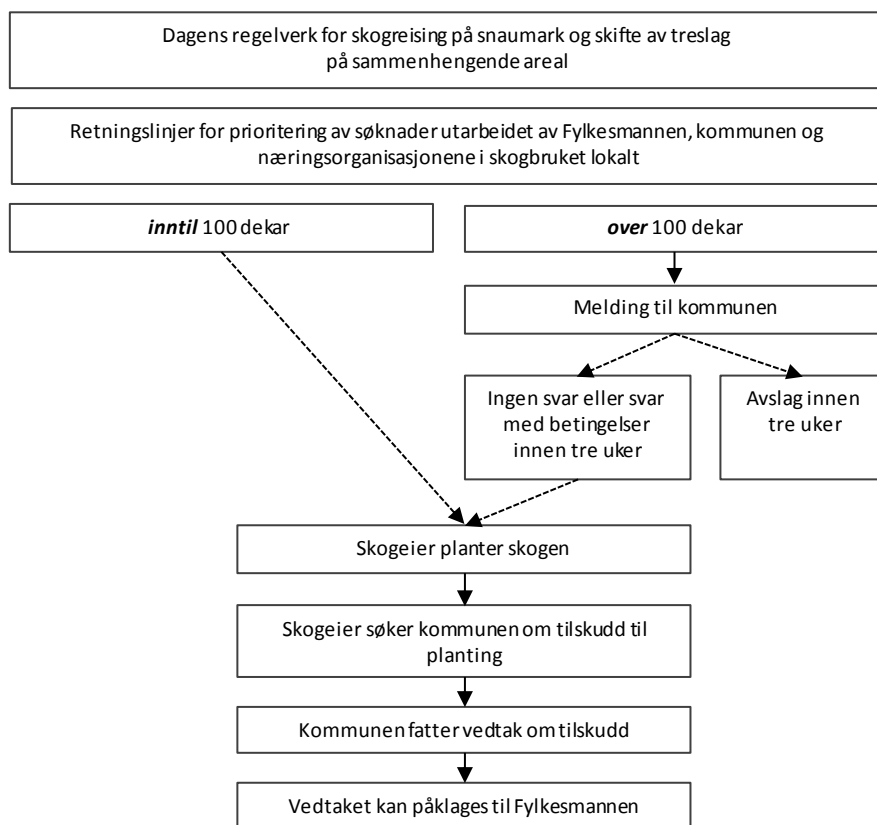 Dagens regelverk for skogreising på snaumark og skifte av treslag
på sammenhengende areal
Retningslinjer for prioritering av søknader utarbeidet av Fylkesmannen, kommunen og
næringsorganisasjonene i skogbruket lokalt
inntil 100 dekar
over 100 dekar
Melding til kommunen
Ingen svar eller svar
med betingelser
innen tre uker
Avslag innen
tre uker
Skogeier planter skogen
Skogeier søker kommunen om tilskudd til
planting
Kommunen fatter vedtak om tilskudd
Vedtaket kan påklages til Fylkesmannen